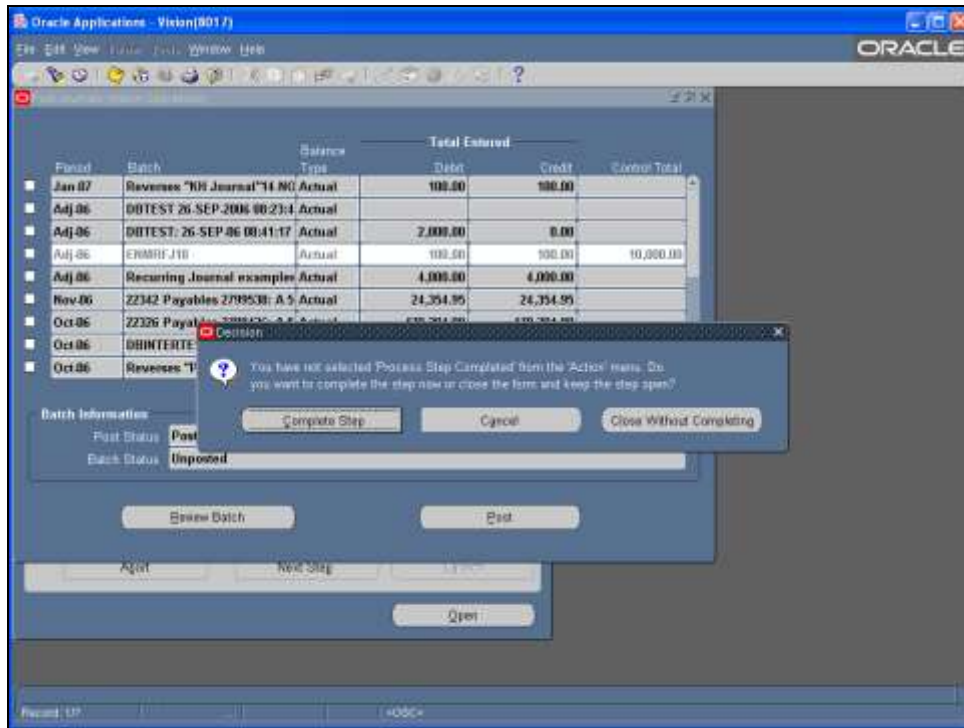 Oracle Applications - Vision(8017)
File Edit View Window Help
ORACLE
Total Entered
Balance
Period Batch Type Debit Credit Control Total
Jan-07 Reverses "KH Journal"14-NO Actual 100.00 100.00
Adj-06 DBTEST 26-SEP-2006 08:23:4 Actual
Adj-06 DBTEST: 26-SEP-06 08:41:17 Actual 2,000.00 0.00
Adj-06 ENMRFJ10 Actual 100.00 100.00 10,000.00
Adj-06 Recurring Journal examples Actual 4,000.00 4,000.00
Nov-06 22342 Payables 2799538: A 5 Actual 24,354.95 24,354.95
Oct-06 22326
Oct-06 DBINTERTE
Oct-06 Reverses
Decision
You have not selected 'Process Step Completed' from the 'Action' menu. Do
you want to complete the step now or close the form and keep the step open?
Complete Step Cancel Close Without Completing
Batch Information
Post Status
Batch Status Unposted
Review Batch Post
Next Step
Open
Record: 1/?
<OSC>